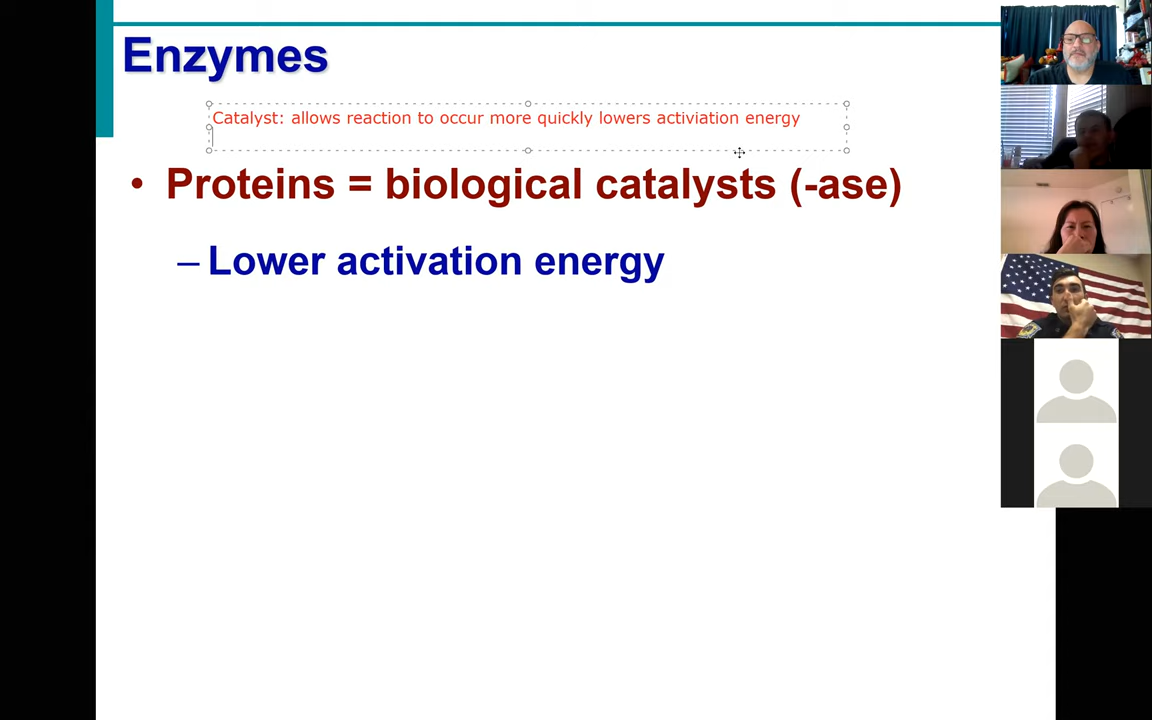 Enzymes
Catalyst: allows reaction to occur more quickly lowers activiation energy
• Proteins = biological catalysts (-ase)
– Lower activation energy